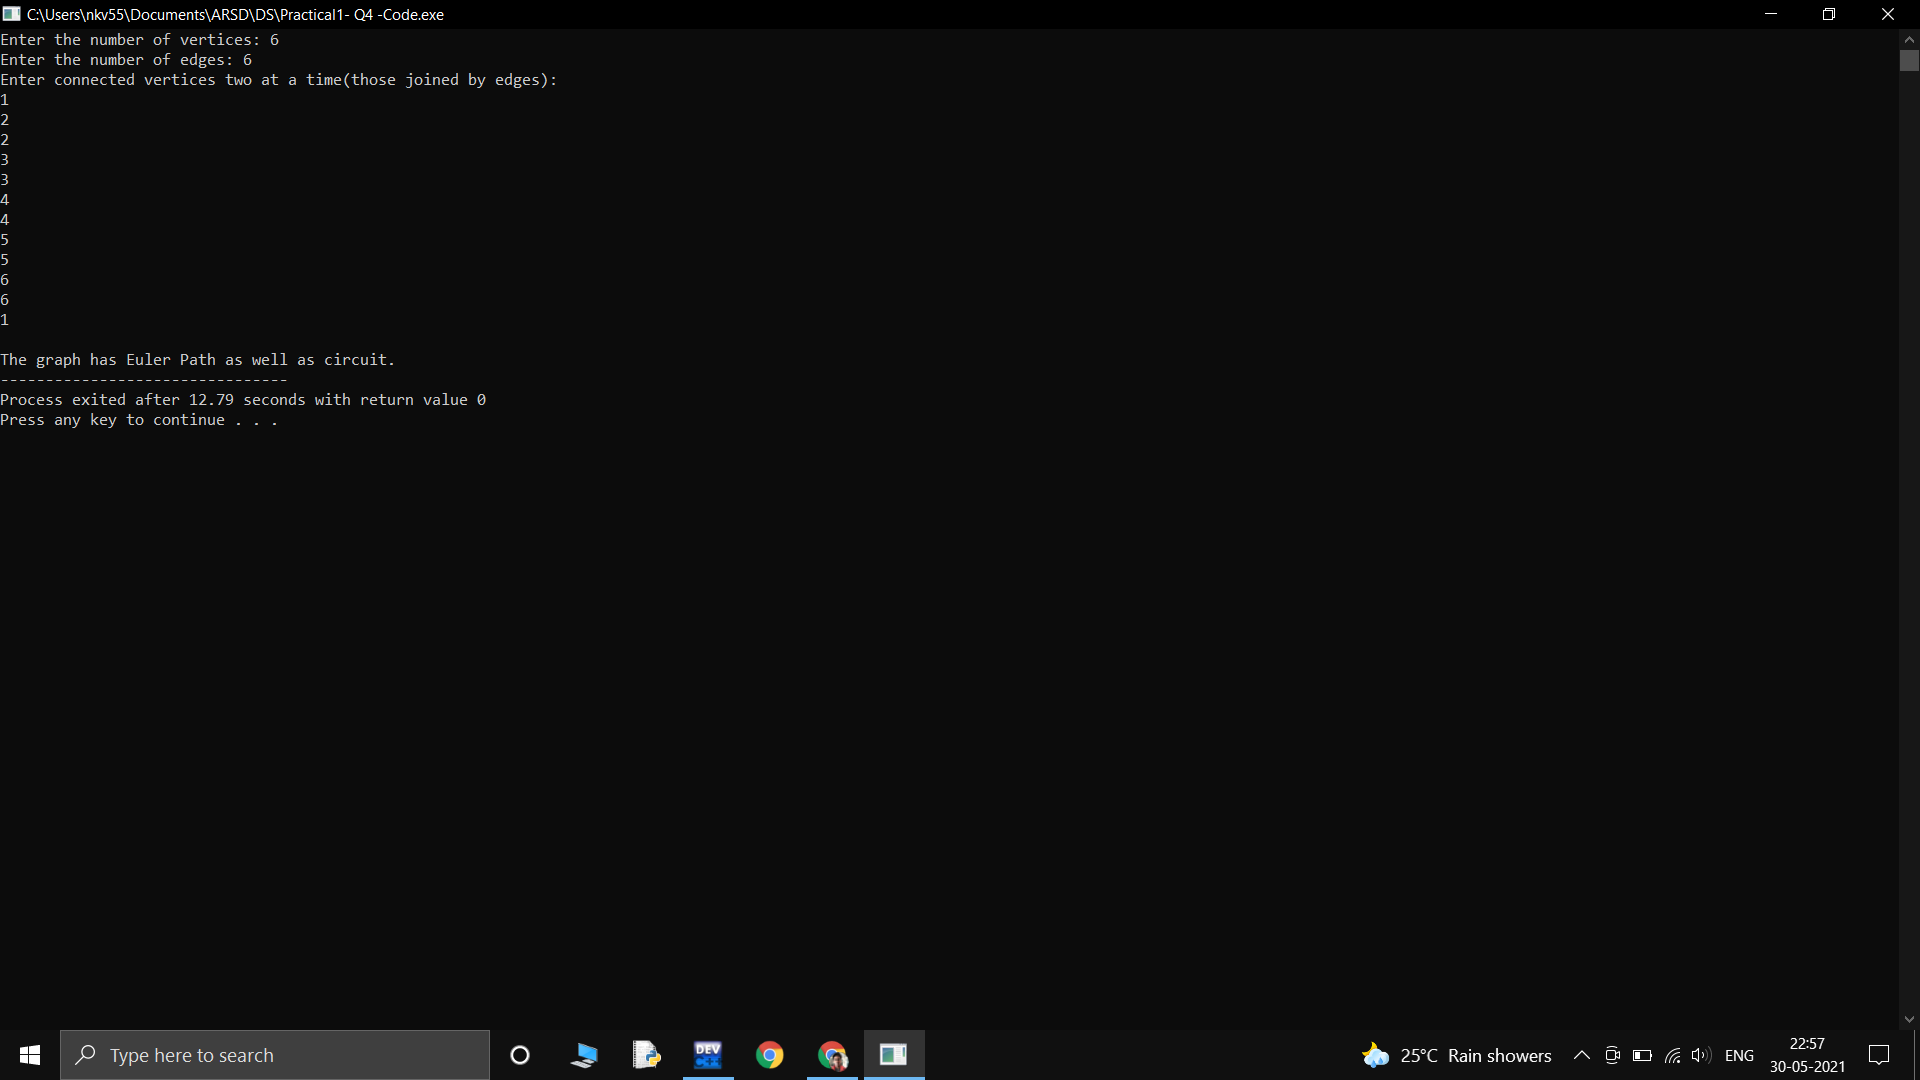 C:\Users\nkv55\Documents\ARSD\DS\Practical1- Q4 -Code.exe
Enter the number of vertices: 6
Enter the number of edges: 6
Enter connected vertices two at a time(those joined by edges):
1
2
2
3
3
4
4
5
5
6
6
1
The graph has Euler Path as well as circuit.
--------------------------------
Process exited after 12.79 seconds with return value 0
Press any key to continue . . .
Type here to search
DEV C++
25°C Rain showers
ENG
22:57
30-05-2021